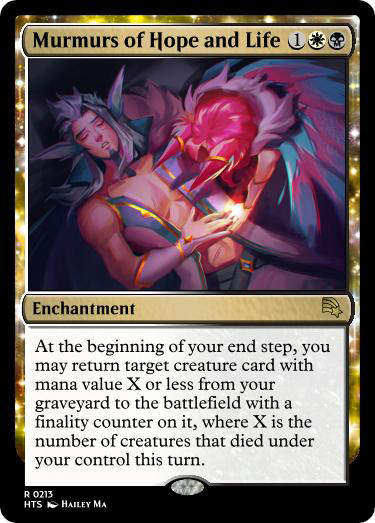 Murmurs of Hope and Life 1
Enchantment
At the beginning of your end step, you
may return target creature card with
mana value X or less from your
graveyard to the battlefield with a
finality counter on it, where X is the
number of creatures that died under
your control this turn.
R 0213
HTS Hailey Ma